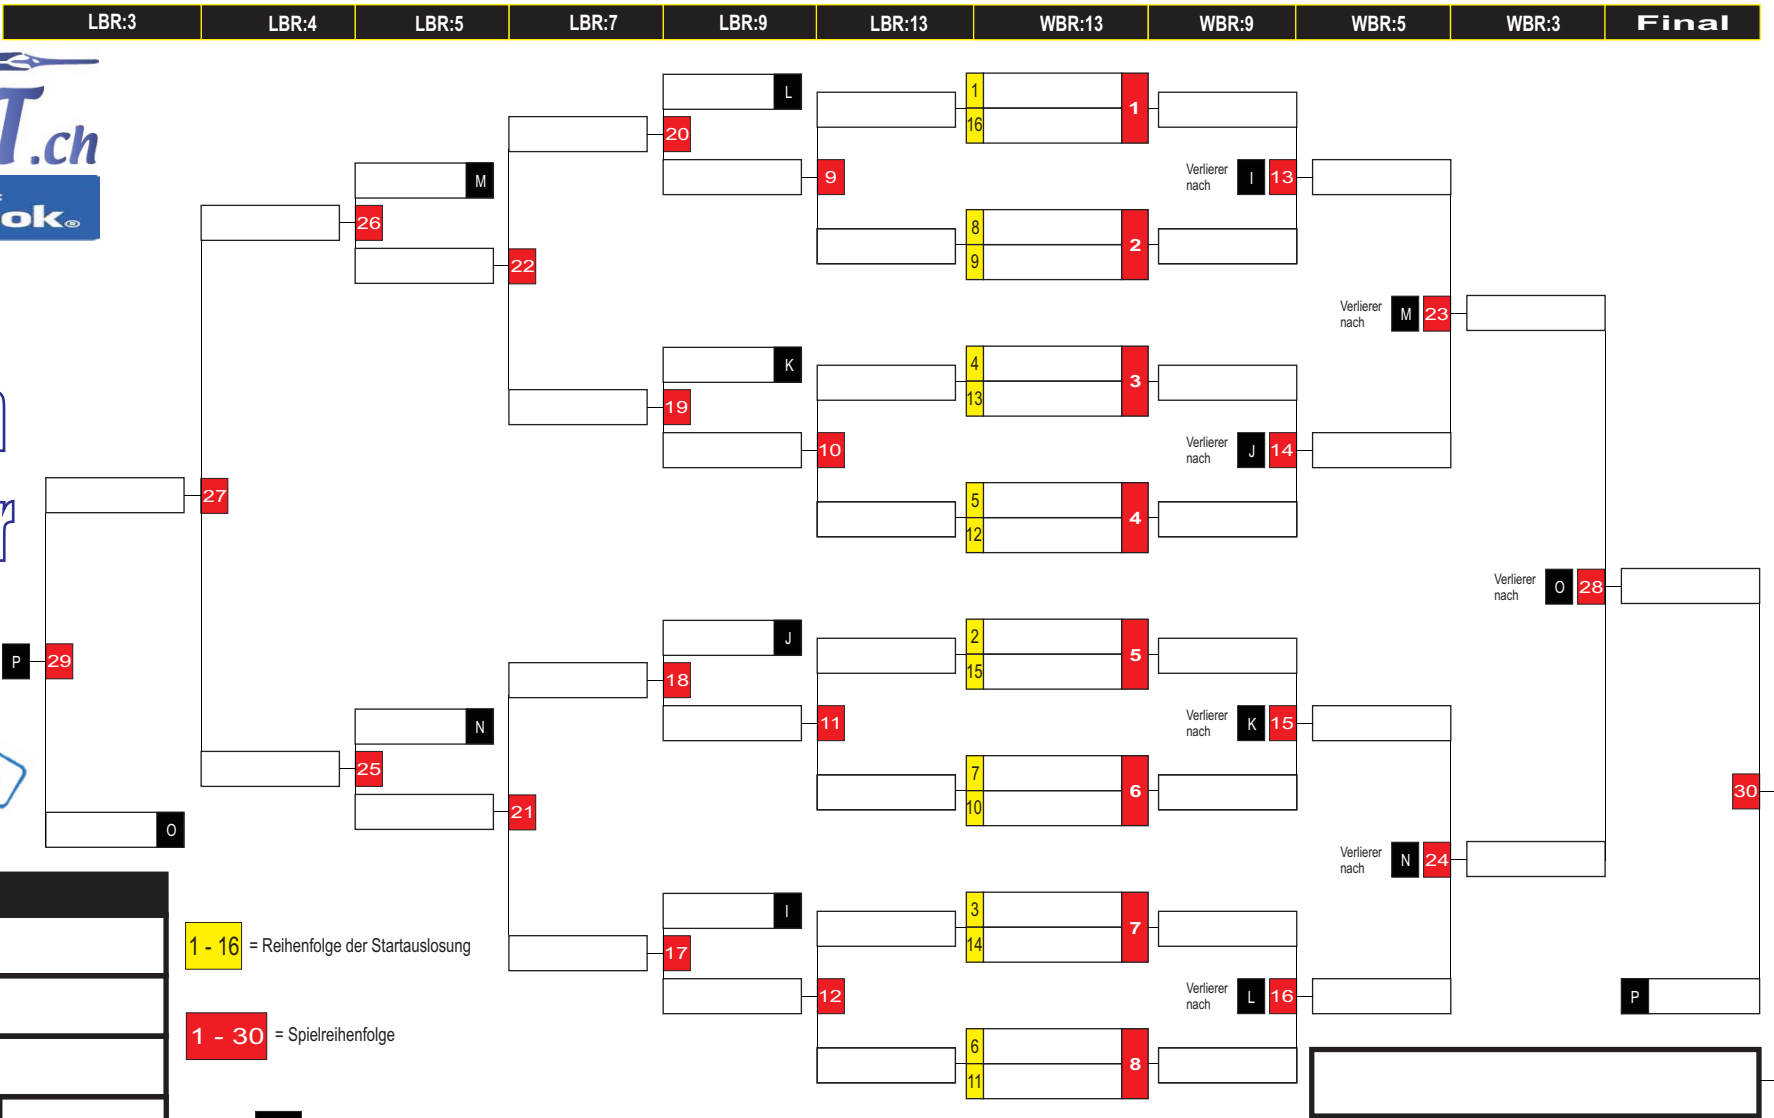 LBR:3 LBR:4 LBR:5 LBR:7 LBR:9 LBR:13 WBR:13 WBR:9 WBR:5 WBR:3 Final
T.ch
ok®
L
1
16
1
20
M
9
Verlierer
nach
I 13
26
8
9
2
22
Verlierer
nach
M 23
K
4
13
3
19
10
Verlierer
nach
J 14
n
27
5
12
4
r
Verlierer
nach
O 28
J
2
15
5
P 29
18
N
11
Verlierer
nach
K 15
25
7
10
6
30
21
O
Verlierer
nach
N 24
I
3
14
7
1 - 16 = Reihenfolge der Startauslosung
17
12
Verlierer
nach
L 16
P
1 - 30 = Spielreihenfolge
6
11
8